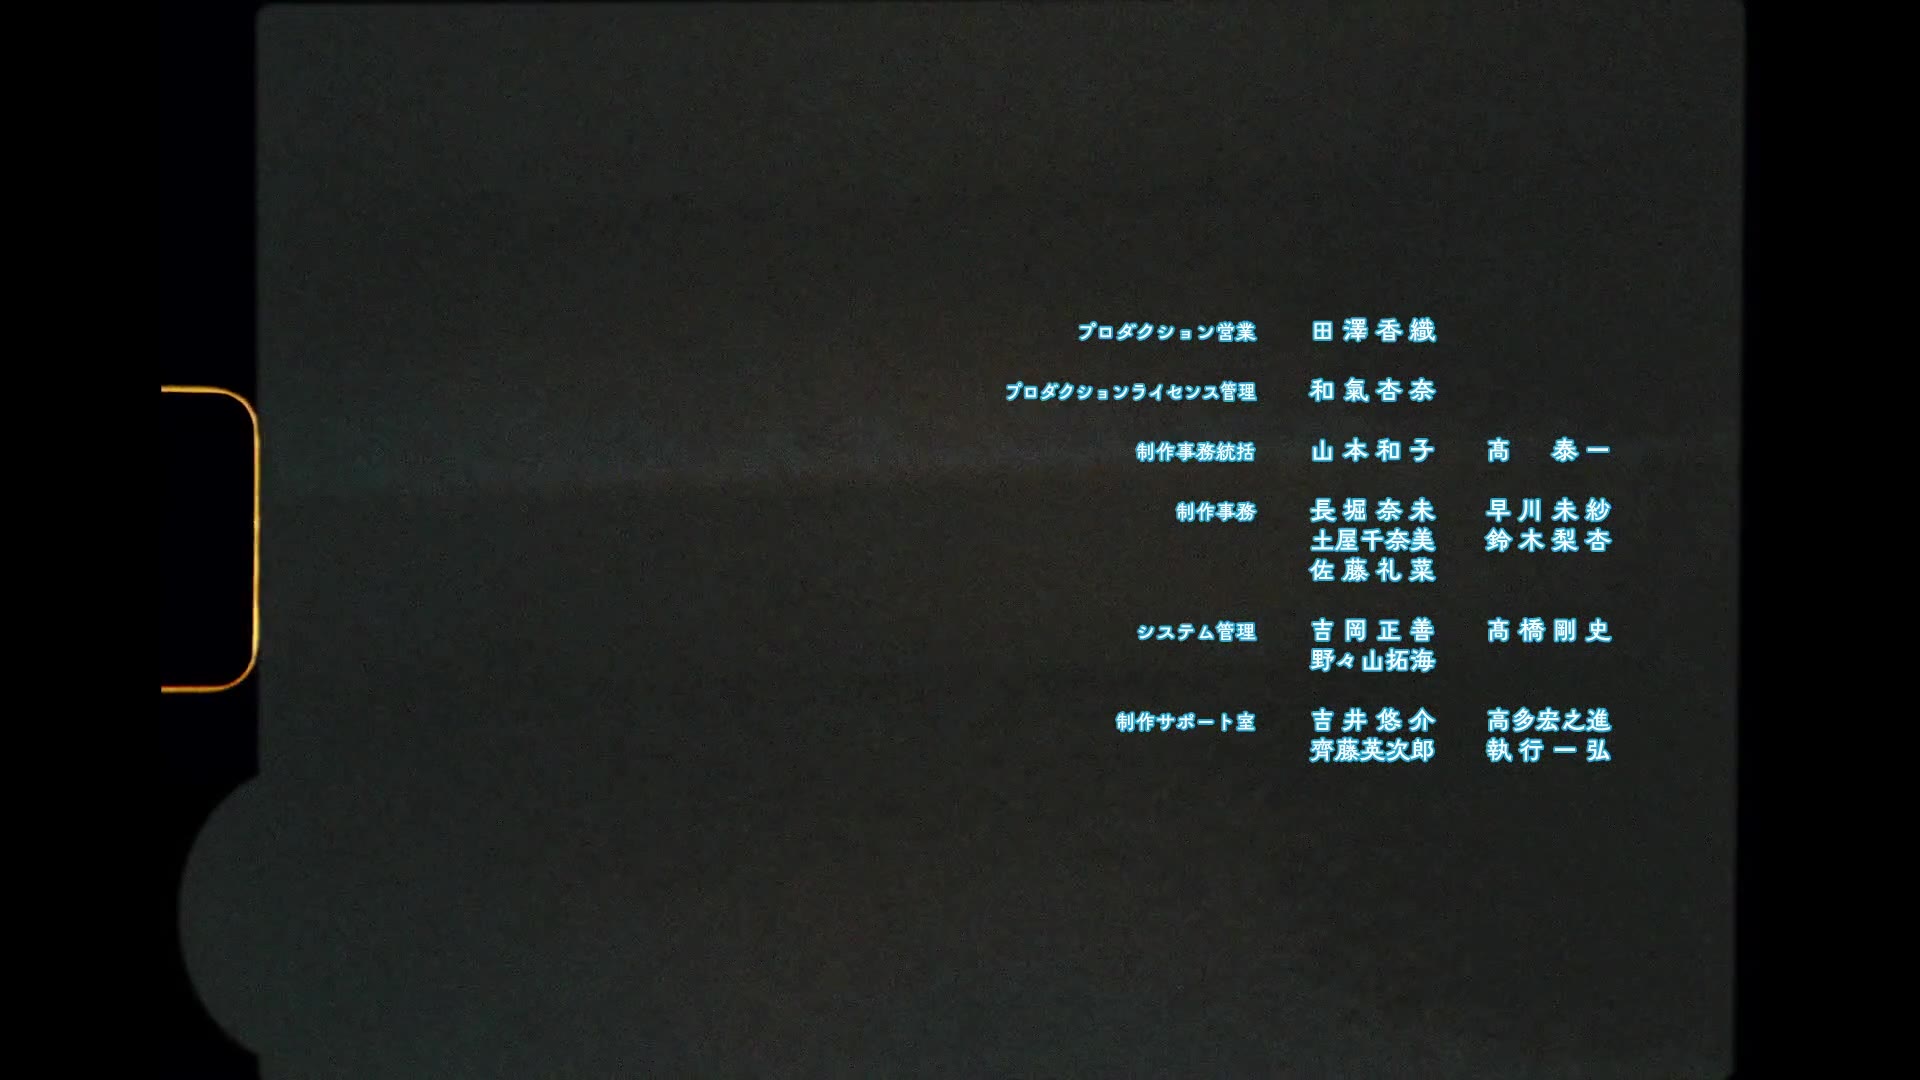 プロダクション営業 田澤香織
プロダクションライセンス管理 和氣杏奈
制作事務統括 山本和子 髙 泰一
制作事務 長堀奈未 早川未紗
土屋千奈美 鈴木梨杏
佐藤礼菜
システム管理 吉岡正善 髙橋剛史
野々山拓海
制作サポート室 吉井悠介 高多宏之進
齊藤英次郎 執行一弘